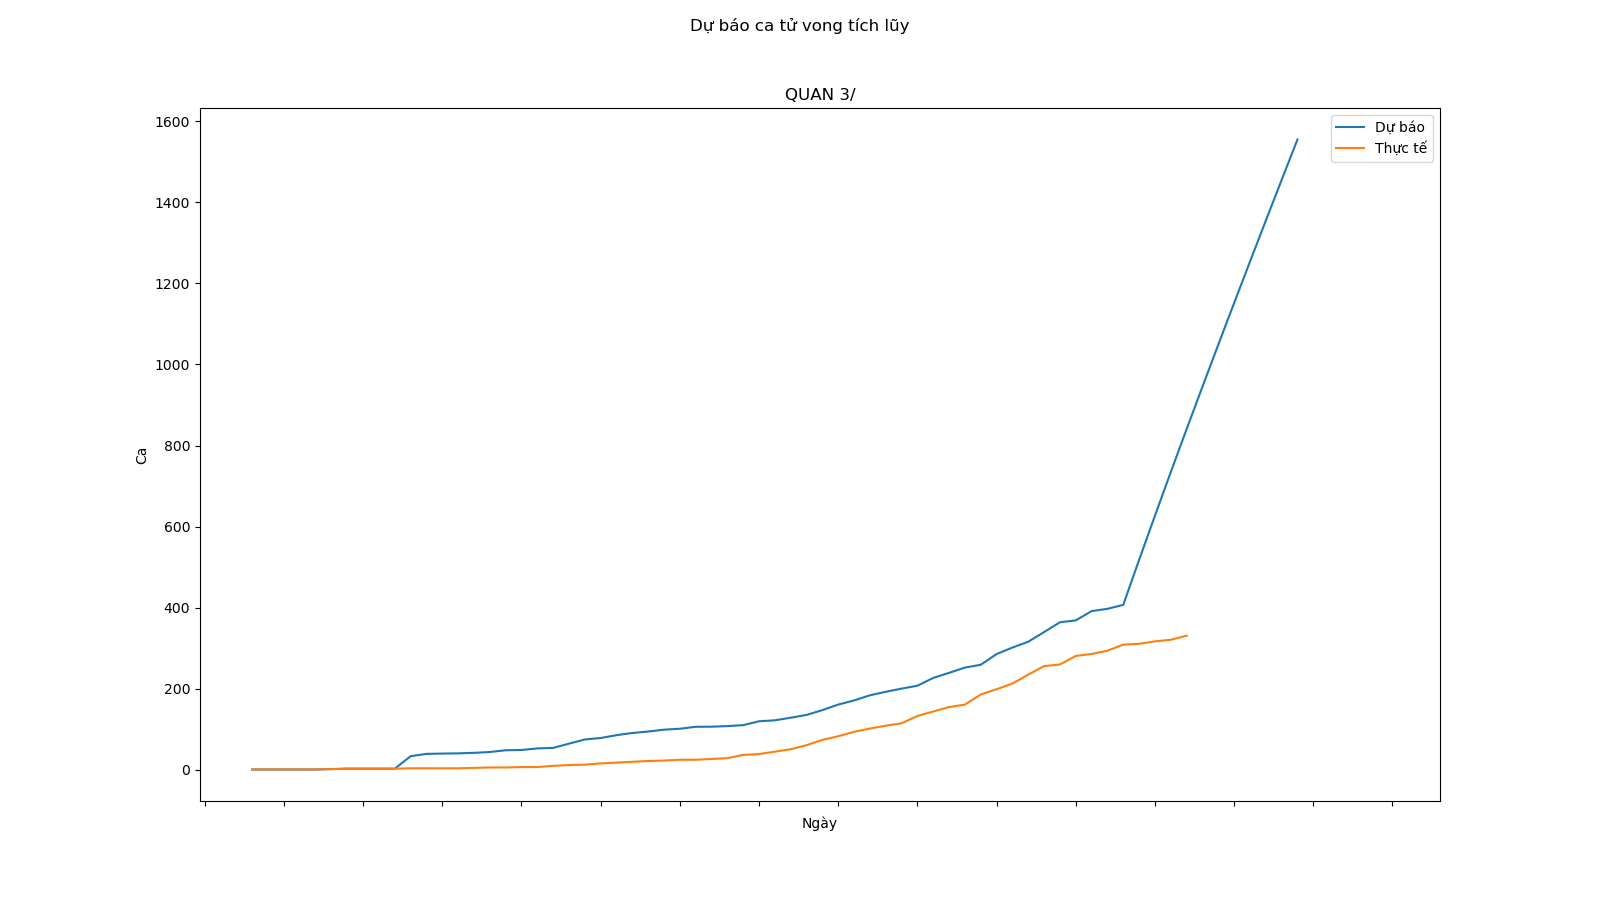 Dự báo ca tử vong tích lũy
QUAN 3/
1600
1400
1200
1000
800
600
400
200
0
Ca
Ngày
Dự báo
Thực tế